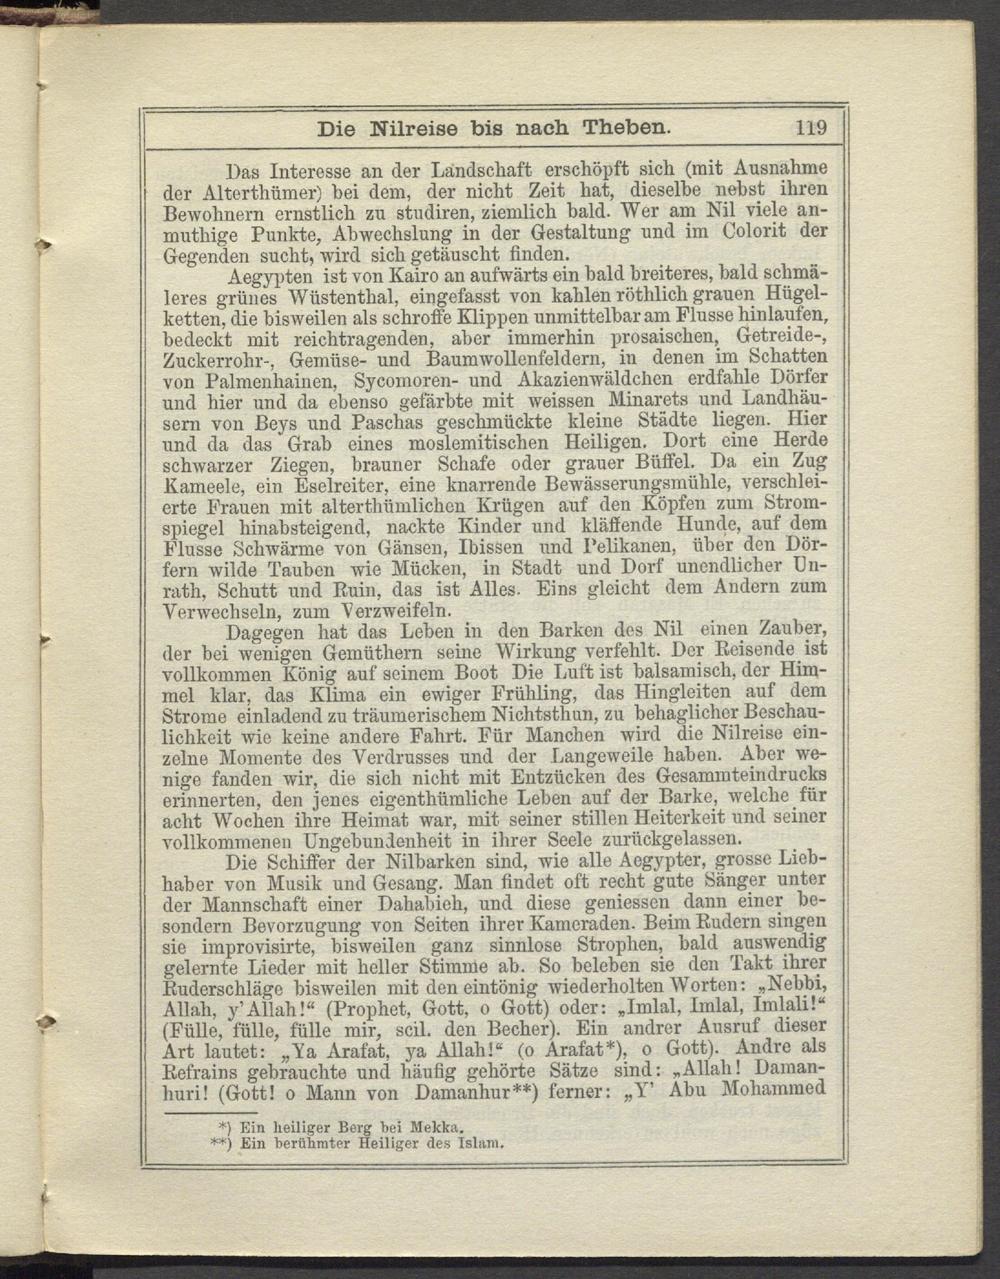 Die Nilreise bis nach Theben. 119
Das Interesse an der Landschaft erschöpft sich (mit Ausnahme
der Alterthümer) bei dem, der nicht Zeit hat, dieselbe nebst ihren
Bewohnern ernstlich zu studiren, ziemlich bald. Wer am Nil viele an-
muthige Punkte, Abwechslung in der Gestaltung und im Colorit der
Gegenden sucht, wird sich getäuscht finden.
Aegypten ist von Kairo an aufwärts ein bald breiteres, bald schmä-
leres grünes Wüstenthal, eingefasst von kahlen röthlich grauen Hügel-
ketten, die bisweilen als schroffe Klippen unmittelbar am Flusse hinlaufen,
bedeckt mit reichtragenden, aber immerhin prosaischen, Getreide-,
Zuckerrohr-, Gemüse- und Baumwollenfeldern, in denen im Schatten
von Palmenhainen, Sycomoren- und Akazienwäldchen erdfahle Dörfer
und hier und da ebenso gefärbte mit weissen Minarets und Landhäu-
sern von Beys und Paschas geschmückte kleine Städte liegen. Hier
und da das Grab eines moslemitischen Heiligen. Dort eine Herde
schwarzer Ziegen, brauner Schafe oder grauer Büffel. Da ein Zug
Kameele, ein Eselreiter, eine knarrende Bewässerungsmühle, verschlei-
erte Frauen mit alterthümlichen Krügen auf den Köpfen zum Strom-
spiegel hinabsteigend, nackte Kinder und kläffende Hunde, auf dem
Flusse Schwärme von Gänsen, Ibissen und Pelikanen, über den Dör-
fern wilde Tauben wie Mücken, in Stadt und Dorf unendlicher Un-
rath, Schutt und Ruin, das ist Alles. Eins gleicht dem Andern zum
Verwechseln, zum Verzweifeln.
Dagegen hat das Leben in den Barken des Nil einen Zauber,
der bei wenigen Gemüthern seine Wirkung verfehlt. Der Reisende ist
vollkommen König auf seinem Boot Die Luft ist balsamisch, der Him-
mel klar, das Klima ein ewiger Frühling, das Hingleiten auf dem
Strome einladend zu träumerischem Nichtsthun, zu behaglicher Beschau-
lichkeit wie keine andere Fahrt. Für Manchen wird die Nilreise ein-
zelne Momente des Verdrusses und der Langeweile haben. Aber we-
nige fanden wir, die sich nicht mit Entzücken des Gesammteindrucks
erinnerten, den jenes eigenthümliche Leben auf der Barke, welche für
acht Wochen ihre Heimat war, mit seiner stillen Heiterkeit und seiner
vollkommenen Ungebundenheit in ihrer Seele zurückgelassen.
Die Schiffer der Nilbarken sind, wie alle Aegypter, grosse Lieb-
haber von Musik und Gesang. Man findet oft recht gute Sänger unter
der Mannschaft einer Dahabieh, und diese geniessen dann einer be-
sondern Bevorzugung von Seiten ihrer Kameraden. Beim Rudern singen
sie improvisirte, bisweilen ganz sinnlose Strophen, bald auswendig
gelernte Lieder mit heller Stimme ab. So beleben sie den Takt ihrer
Ruderschläge bisweilen mit den eintönig wiederholten Worten: „Nebbi,
Allah, y'Allah!“ (Prophet, Gott, o Gott) oder: „Imlal, Imlal, Imlali!“
(Fülle, fülle, fülle mir, scil. den Becher). Ein andrer Ausruf dieser
Art lautet: „Ya Arafat, ya Allah!“ (o Arafat*), o Gott). Andre als
Refrains gebrauchte und häufig gehörte Sätze sind: „Allah! Daman-
huri! (Gott! o Mann von Damanhur**) ferner: „Y' Abu Mohammed
*) Ein heiliger Berg bei Mekka.
**) Ein berühmter Heiliger des Islam.